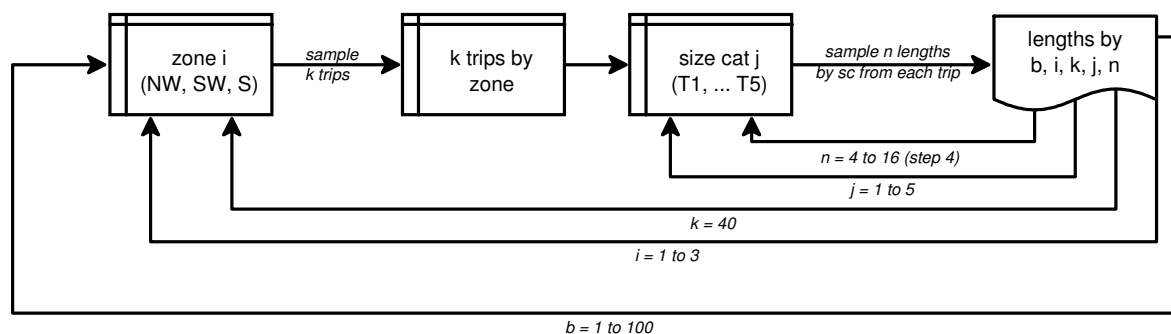 zone i
(NW, SW, S)
sample
k trips
k trips by
zone
size cat j
(T1, ... T5)
sample n lengths
by sc from each trip
lengths by
b, i, k, j, n
n = 4 to 16 (step 4)
j = 1 to 5
k = 40
i = 1 to 3
b = 1 to 100